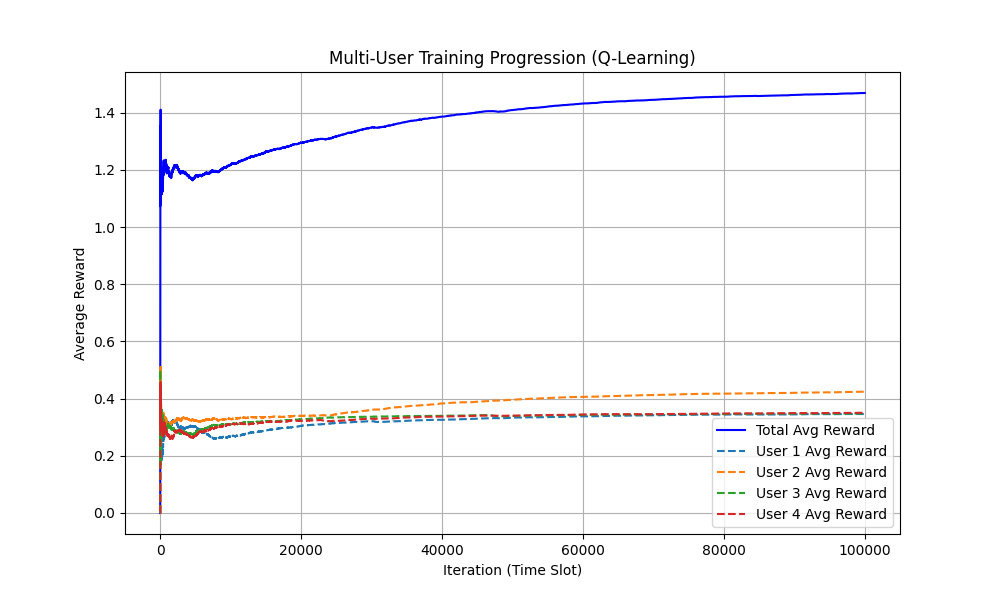 Multi-User Training Progression (Q-Learning)
Average Reward
1.4
1.2
1.0
0.8
0.6
0.4
0.2
0.0
0 20000 40000 60000 80000 100000
Iteration (Time Slot)
Total Avg Reward
User 1 Avg Reward
User 2 Avg Reward
User 3 Avg Reward
User 4 Avg Reward